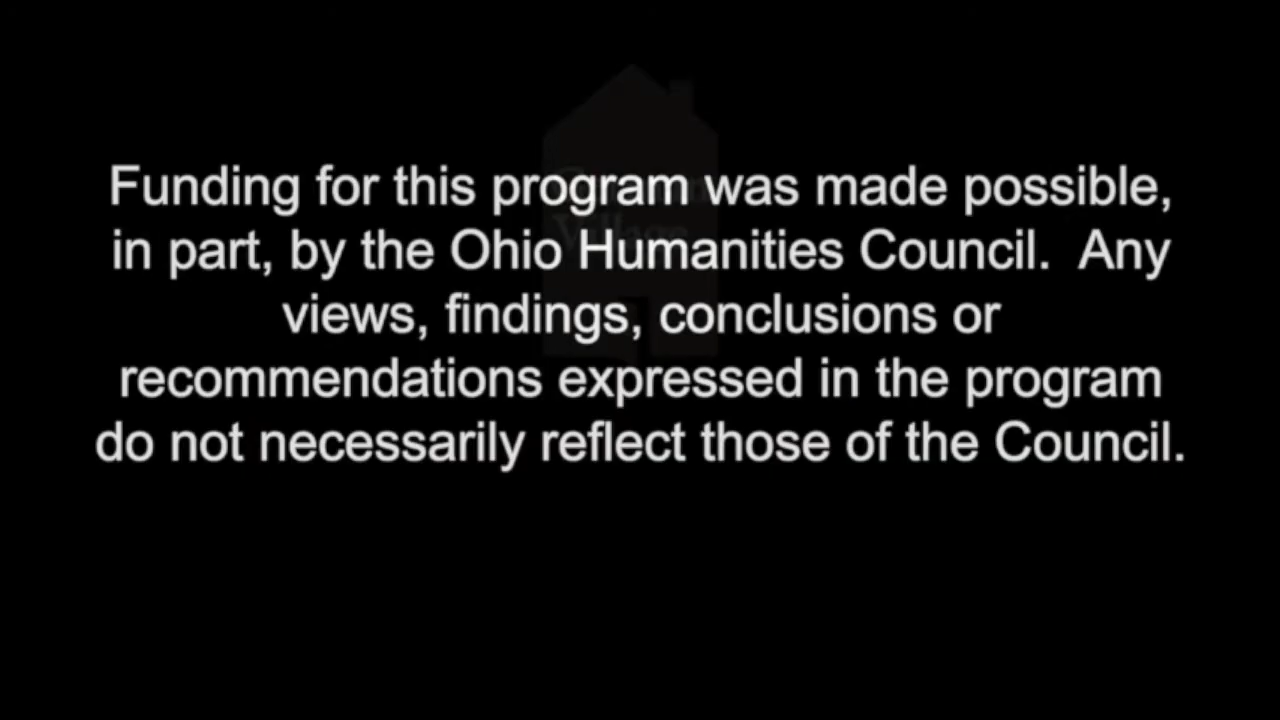 Funding for this program was made possible,
in part, by the Ohio Humanities Council.  Any
views, findings, conclusions or
recommendations expressed in the program
do not necessarily reflect those of the Council.
Village